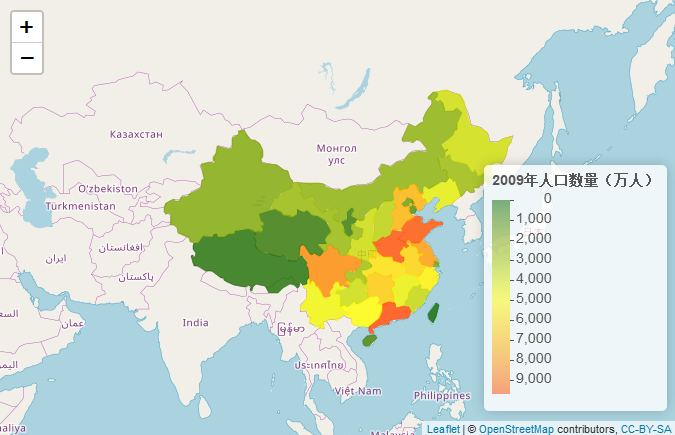 +
−
Казахстан
Монгол
улс
O'zbekiston
Türkmenistan
افغانستان
ایران
پاکستان
عمان
India
မြန်မာ
ประเทศไทย
Việt Nam
Philippines
Malaysia
中国
2009年人口数量（万人）
0
1,000
2,000
3,000
4,000
5,000
6,000
7,000
8,000
9,000
Leaflet | © OpenStreetMap contributors, CC-BY-SA